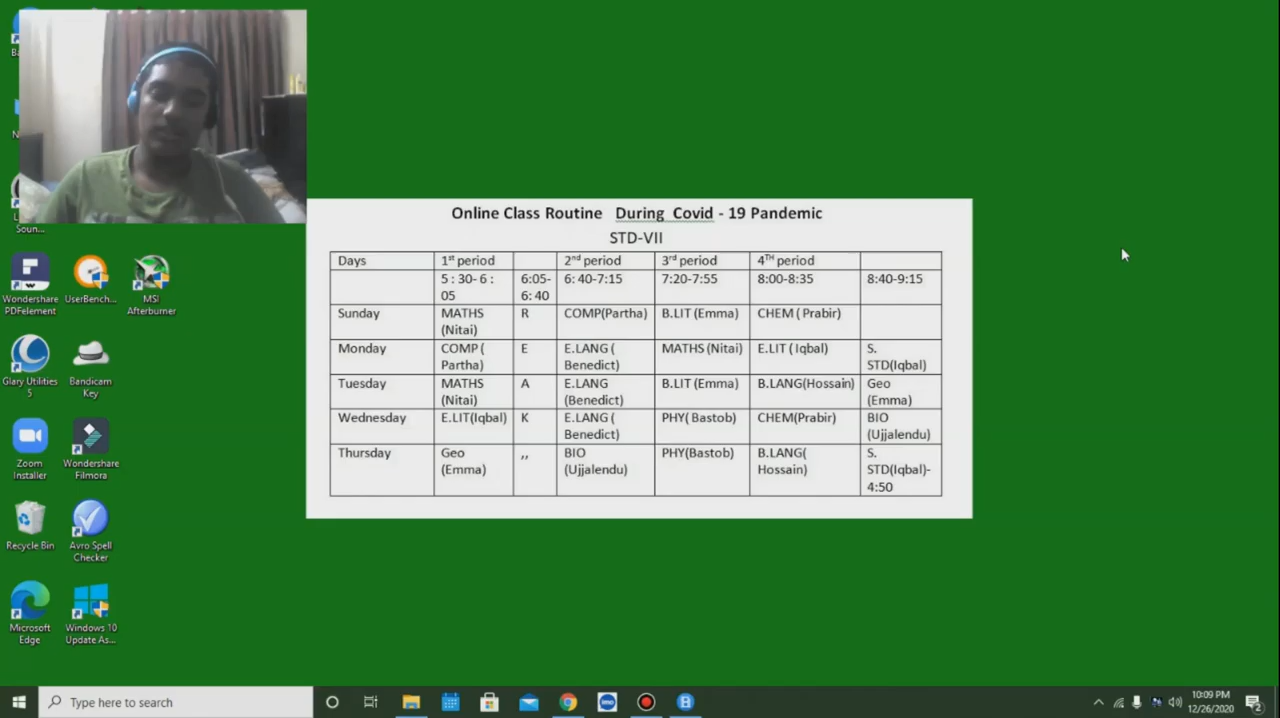 Soun...
Wondershare PDFelement
UserBench...
MSI Afterburner
Glary Utilities 5
Bandicam Key
Zoom Installer
Wondershare Filmora
Recycle Bin
Avro Spell Checker
Microsoft Edge
Windows 10 Update As...
Online Class Routine During Covid - 19 Pandemic
STD-VII
Days 1st period 2nd period 3rd period 4TH period
5 : 30- 6 : 05 6:05- 6: 40 6: 40-7:15 7:20-7:55 8:00-8:35 8:40-9:15
Sunday MATHS (Nitai) R COMP(Partha) B.LIT (Emma) CHEM ( Prabir)
Monday COMP ( Partha) E E.LANG ( Benedict) MATHS (Nitai) E.LIT ( Iqbal) S. STD(Iqbal)
Tuesday MATHS (Nitai) A E.LANG (Benedict) B.LIT (Emma) B.LANG(Hossain) Geo (Emma)
Wednesday E.LIT(Iqbal) K E.LANG ( Benedict) PHY( Bastob) CHEM(Prabir) BIO (Ujjalendu)
Thursday Geo (Emma) ,, BIO (Ujjalendu) PHY(Bastob) B.LANG( Hossain) S. STD(Iqbal)- 4:50
Type here to search
imo
10:09 PM
12/26/2020
2